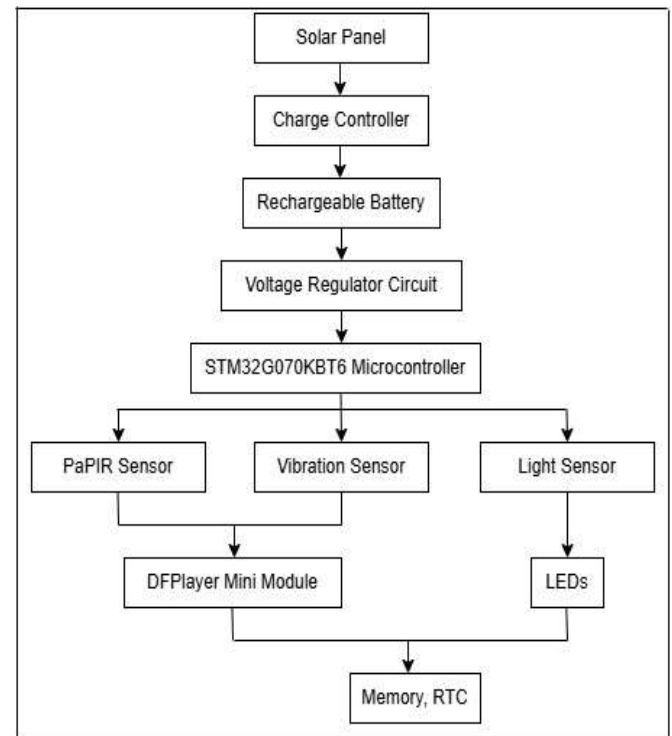 Solar Panel
Charge Controller
Rechargeable Battery
Voltage Regulator Circuit
STM32G070KBT6 Microcontroller
PaPIR Sensor
Vibration Sensor
Light Sensor
DFPlayer Mini Module
LEDs
Memory, RTC